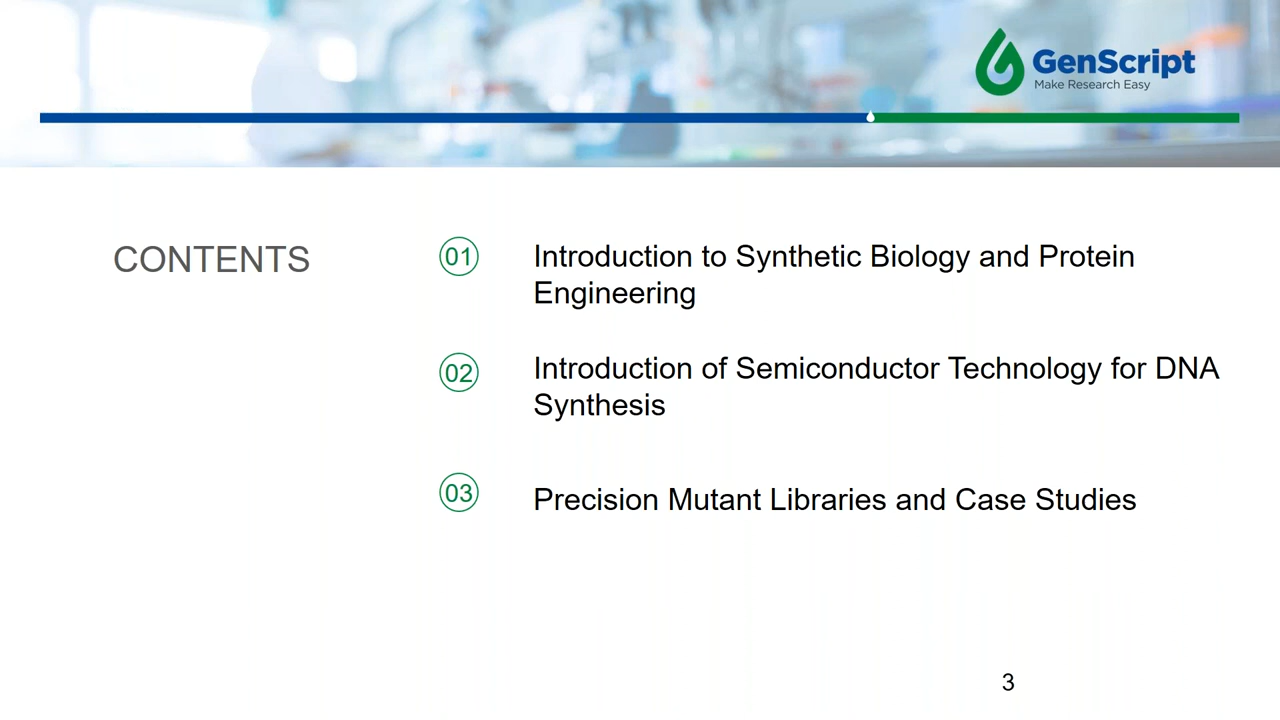 GenScript
Make Research Easy
CONTENTS
01
Introduction to Synthetic Biology and Protein
Engineering
02
Introduction of Semiconductor Technology for DNA
Synthesis
03
Precision Mutant Libraries and Case Studies
3